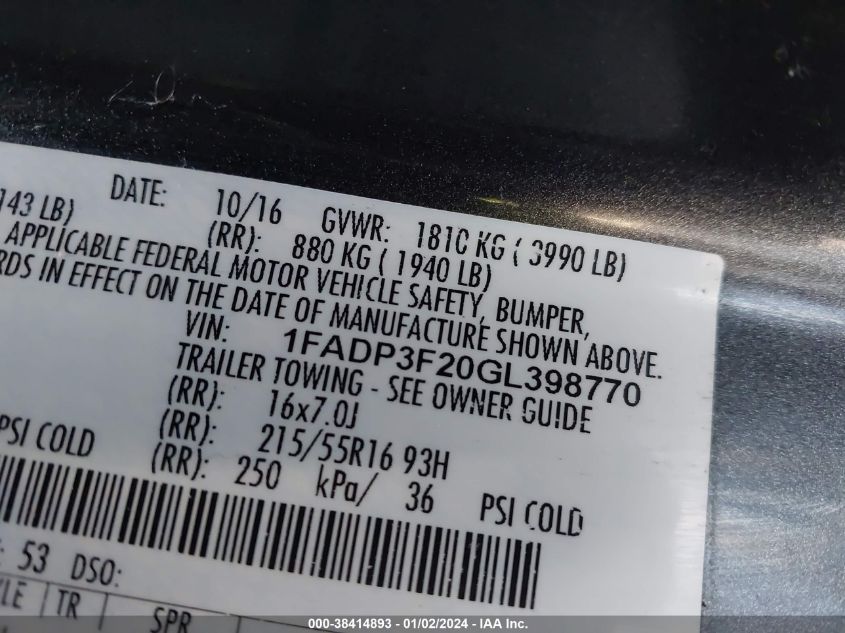 DATE: 10/16 GVWR: 1810 KG ( 3990 LB)
143 LB) (RR): 880 KG ( 1940 LB)
APPLICABLE FEDERAL MOTOR VEHICLE SAFETY, BUMPER,
RDS IN EFFECT ON THE DATE OF MANUFACTURE SHOWN ABOVE.
VIN: 1FADP3F20GL398770
TRAILER TOWING - SEE OWNER GUIDE
(RR): 16x7.0J
(RR): 215/55R16 93H
PSI COLD (RR): 250 kPa/ 36 PSI COLD
: 53 DSO:
YLE TR SPR
000-38414893 - 01/02/2024 - IAA Inc.